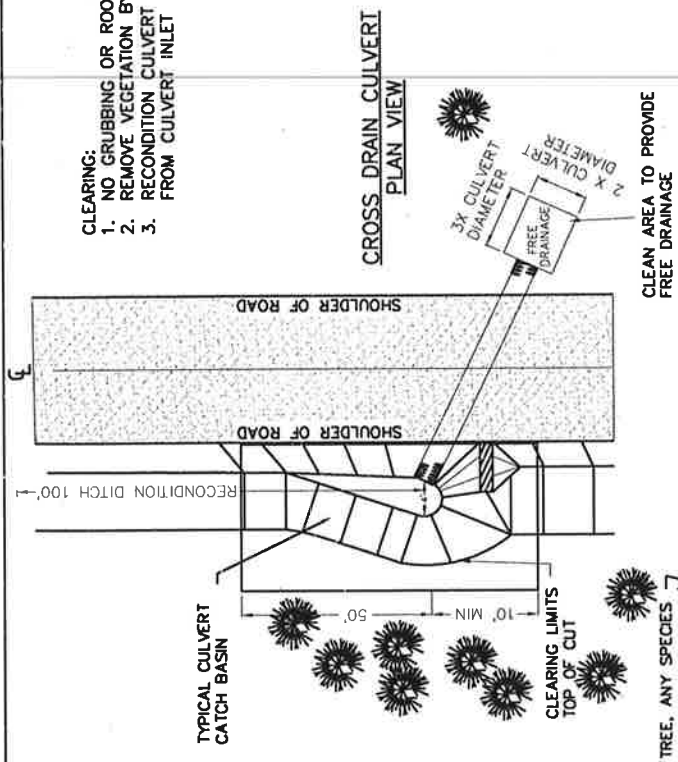 CLEARING:
1. NO GRUBBING OR ROO
2. REMOVE VEGETATION BY
3. RECONDITION CULVERT
FROM CULVERT INLET
CROSS DRAIN CULVERT
PLAN VIEW
℄
SHOULDER OF ROAD
SHOULDER OF ROAD
RECONDITION DITCH 100'
TYPICAL CULVERT
CATCH BASIN
50'
10' MIN
4'
CLEARING LIMITS
TOP OF CUT
3X CULVERT
DIAMETER
2 X CULVERT
DIAMETER
FREE
DRAINAGE
CLEAN AREA TO PROVIDE
FREE DRAINAGE
TREE, ANY SPECIES